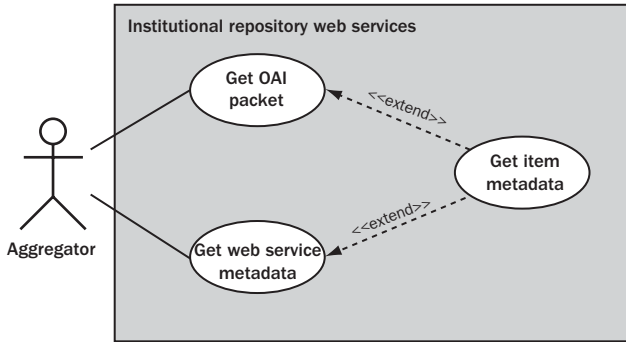 Institutional repository web services
Get OAI
packet
<<extend>>
Get item
metadata
<<extend>>
Aggregator
Get web service
metadata